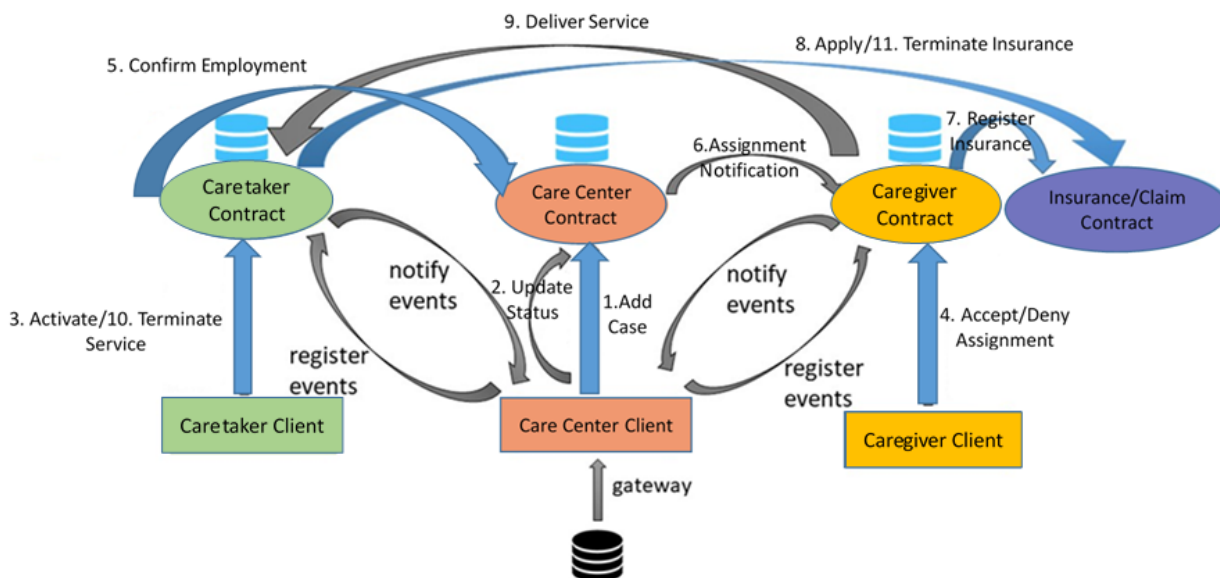 9. Deliver Service
8. Apply/11. Terminate Insurance
5. Confirm Employment
7. Register
Insurance
6.Assignment
Notification
Caretaker
Contract
Care Center
Contract
Caregiver
Contract
Insurance/Claim
Contract
notify
events
2. Update
Status
1.Add
Case
notify
events
3. Activate/10. Terminate
Service
4. Accept/Deny
Assignment
register
events
register
events
Caretaker Client
Care Center Client
Caregiver Client
gateway